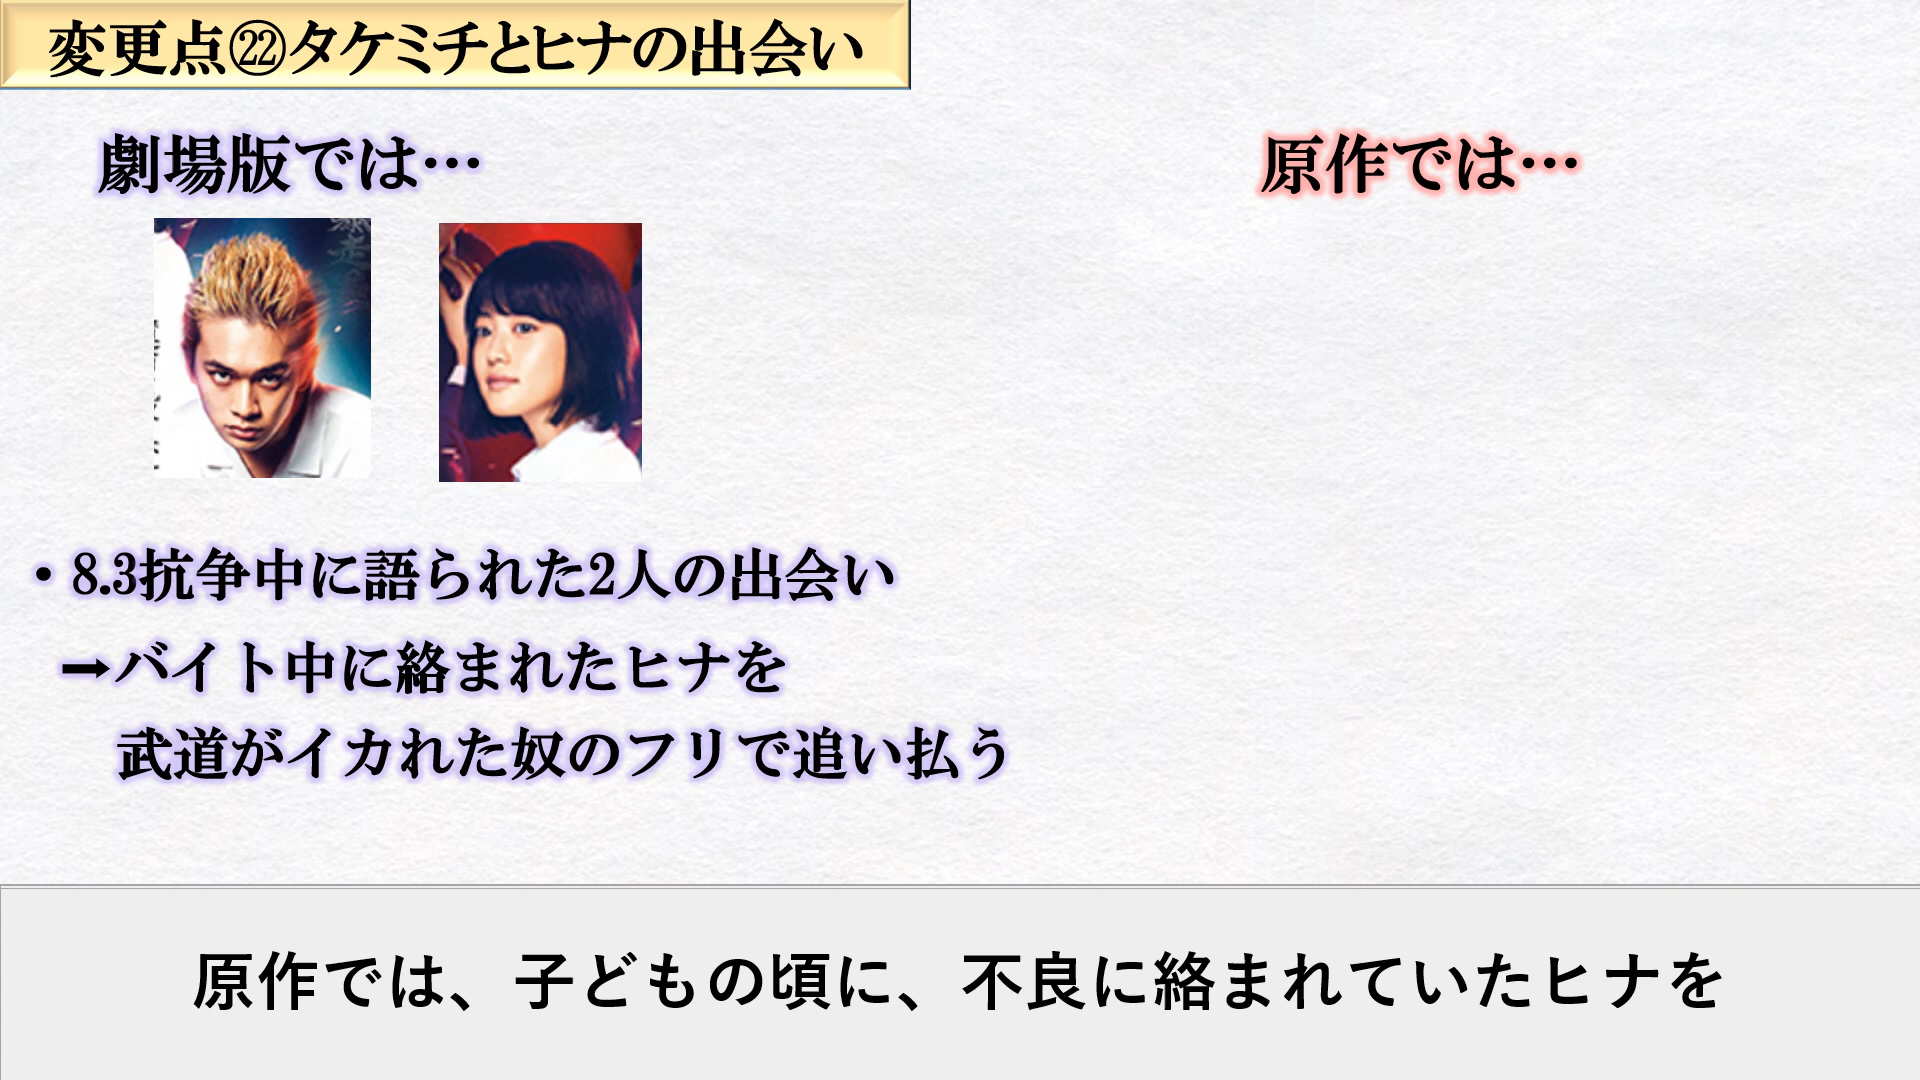 変更点㉒タケミチとヒナの出会い
劇場版では…
原作では…
・8.3抗争中に語られた2人の出会い
➡バイト中に絡まれたヒナを
武道がイカれた奴のフリで追い払う
原作では、子どもの頃に、不良に絡まれていたヒナを